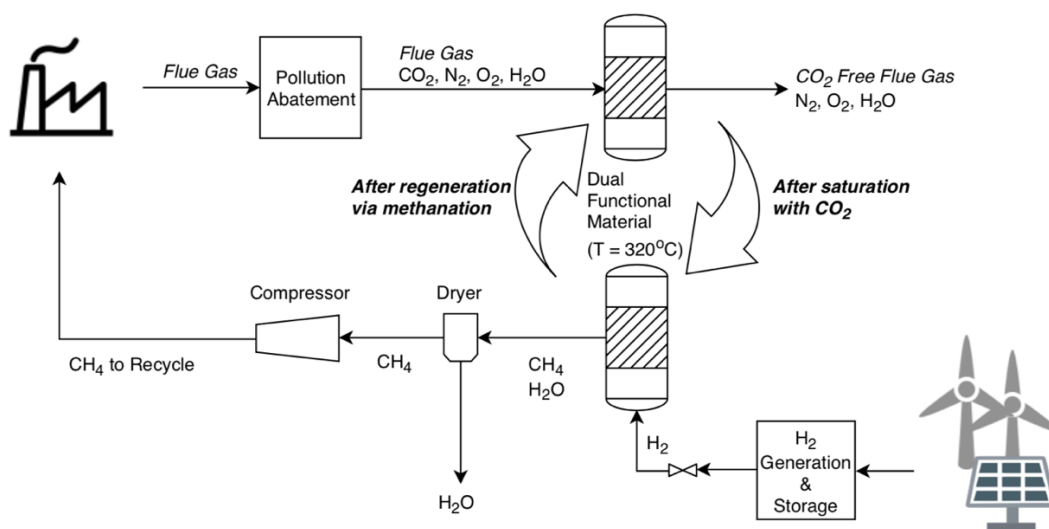 Flue Gas
Pollution
Abatement
Flue Gas
CO₂, N₂, O₂, H₂O
CO₂ Free Flue Gas
N₂, O₂, H₂O
After regeneration
via methanation
Dual
Functional
Material
(T = 320°C)
After saturation
with CO₂
Compressor
Dryer
CH₄ to Recycle
CH₄
CH₄
H₂O
H₂O
H₂
H₂
Generation
&
Storage